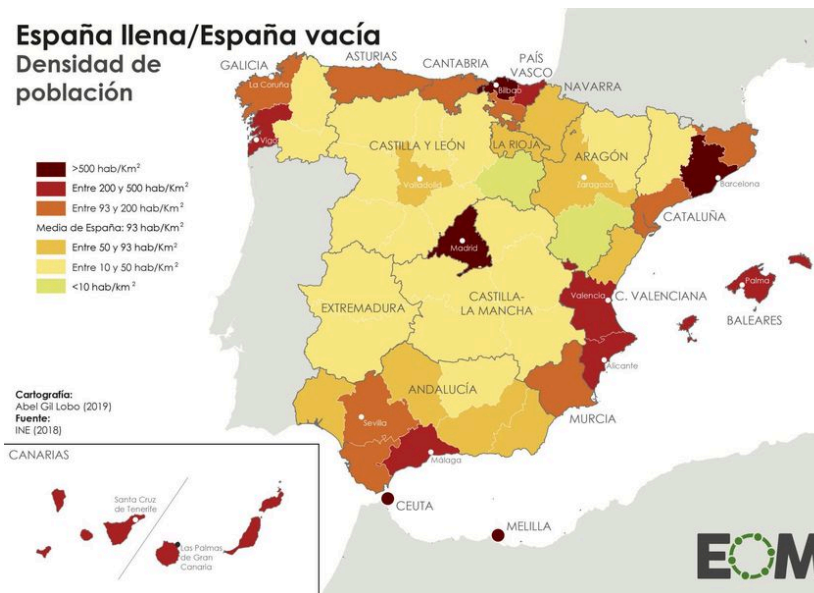 España llena/España vacía
Densidad de
población
>500 hab/Km²
Entre 200 y 500 hab/Km²
Entre 93 y 200 hab/Km²
Media de España: 93 hab/Km²
Entre 50 y 93 hab/Km²
Entre 10 y 50 hab/Km²
<10 hab/km²
GALICIA
ASTURIAS
CANTABRIA
PAÍS
VASCO
NAVARRA
La Coruña
Bilbao
Vigo
CASTILLA Y LEÓN
LA RIOJA
ARAGÓN
Valladolid
Zaragoza
Barcelona
CATALUÑA
Madrid
EXTREMADURA
CASTILLA-
LA MANCHA
Valencia
C. VALENCIANA
Palma
BALEARES
Alicante
ANDALUCÍA
MURCIA
Sevilla
Málaga
CEUTA
MELILLA
Cartografía:
Abel Gil Lobo (2019)
Fuente:
INE (2018)
CANARIAS
Santa Cruz
de Tenerife
Las Palmas
de Gran
Canaria
EOM